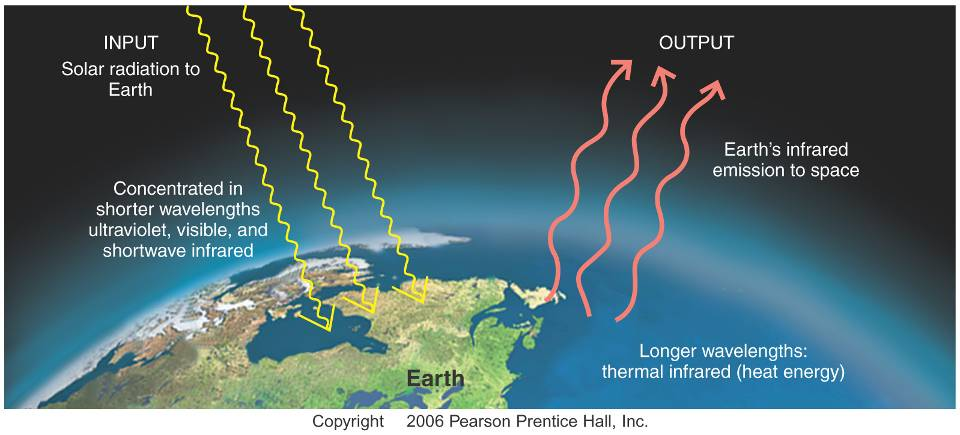 INPUT
Solar radiation to
Earth
Concentrated in
shorter wavelengths
ultraviolet, visible, and
shortwave infrared
OUTPUT
Earth's infrared
emission to space
Longer wavelengths:
thermal infrared (heat energy)
Earth
Copyright 2006 Pearson Prentice Hall, Inc.